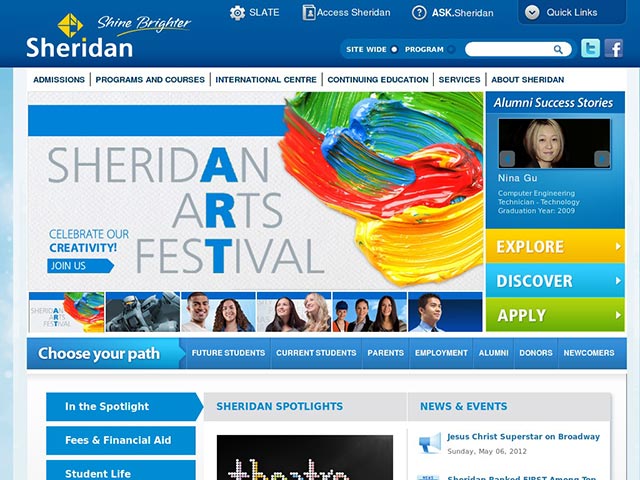 Shine Brighter
Sheridan
SLATE
Access Sheridan
ASK.Sheridan
Quick Links
SITE WIDE
PROGRAM
ADMISSIONS
PROGRAMS AND COURSES
INTERNATIONAL CENTRE
CONTINUING EDUCATION
SERVICES
ABOUT SHERIDAN
SHERIDAN
ARTS
FESTIVAL
CELEBRATE OUR
CREATIVITY!
JOIN US
Alumni Success Stories
Nina Gu
Computer Engineering
Technician - Technology
Graduation Year: 2009
EXPLORE
DISCOVER
APPLY
SHERIDAN
ARTS
FESTIVAL
Choose your path
FUTURE STUDENTS
CURRENT STUDENTS
PARENTS
EMPLOYMENT
ALUMNI
DONORS
NEWCOMERS
In the Spotlight
Fees & Financial Aid
Student Life
SHERIDAN SPOTLIGHTS
theatre
NEWS & EVENTS
Jesus Christ Superstar on Broadway
Sunday, May 06, 2012
Sheridan Ranked FIRST Among Top